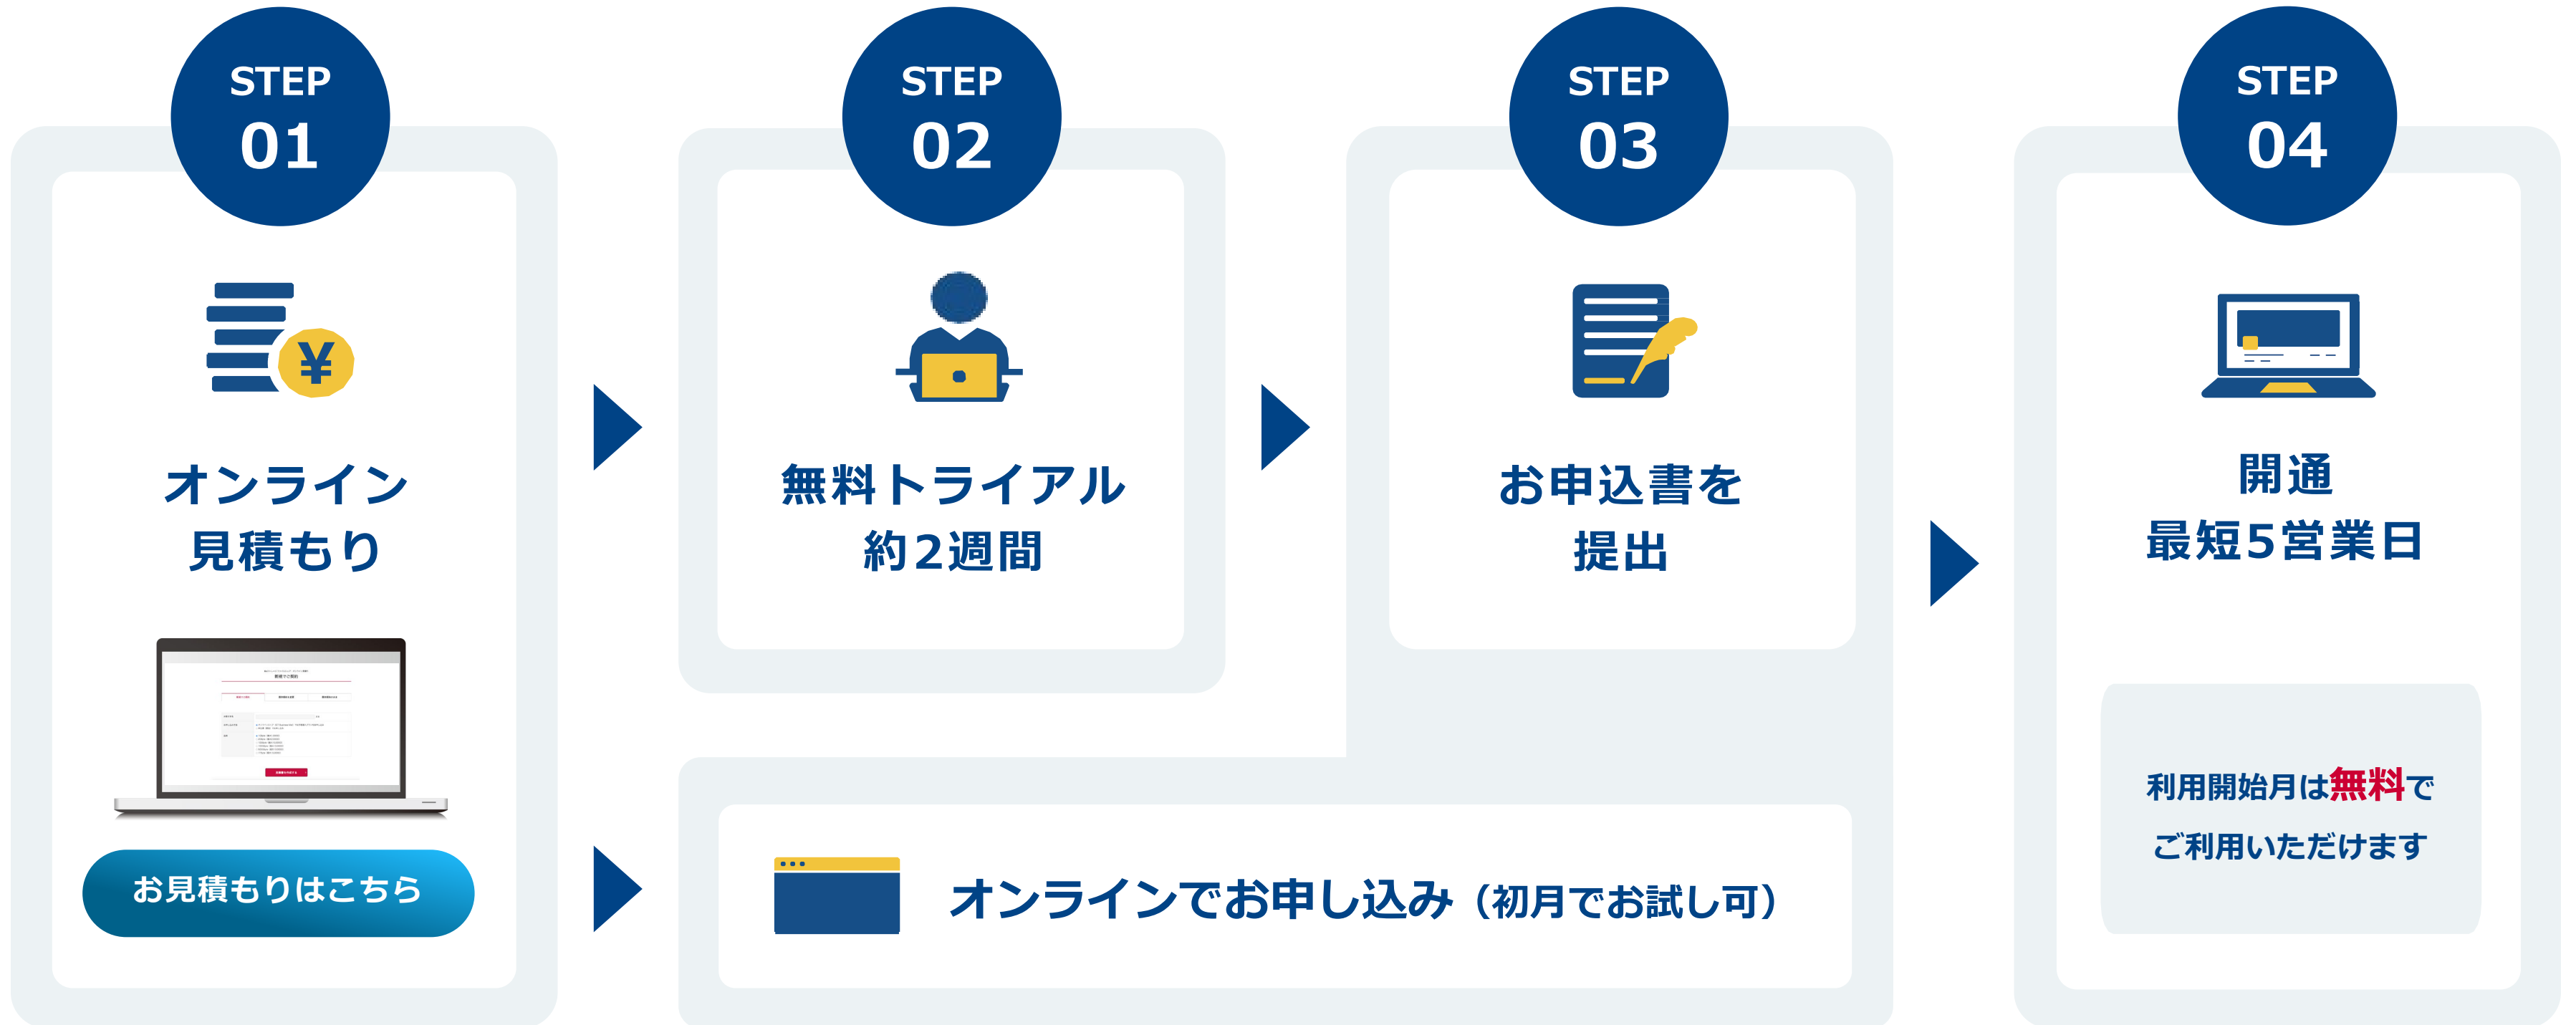 STEP
01
オンライン
見積もり
お見積もりはこちら
STEP
02
無料トライアル
約2週間
STEP
03
お申込書を
提出
オンラインでお申し込み（初月でお試し可）
STEP
04
開通
最短5営業日
利用開始月は無料で
ご利用いただけます